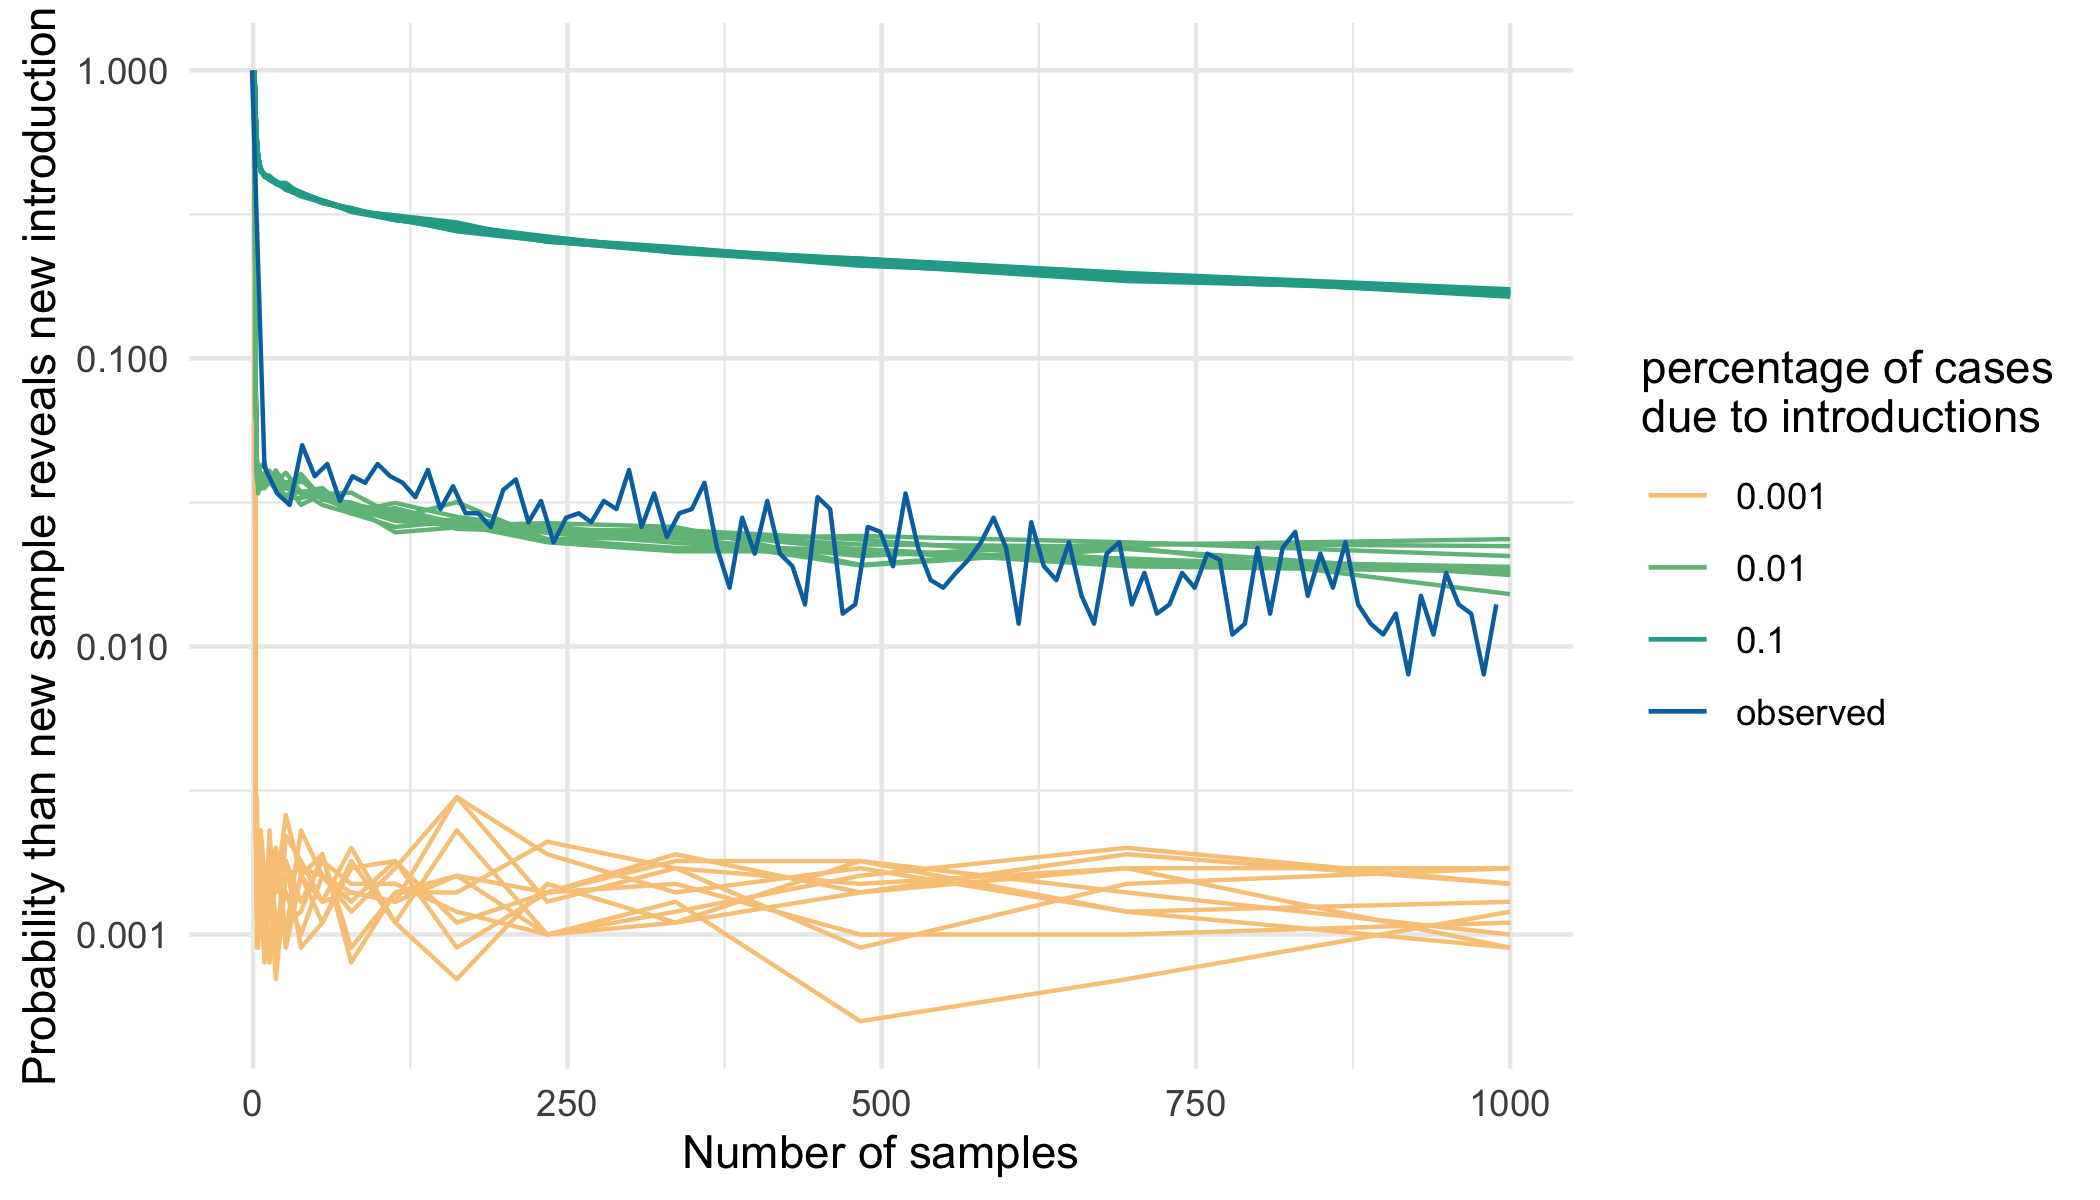 Probability than new sample reveals new introduction
1.000
0.100
0.010
0.001
0
250
500
750
1000
Number of samples
percentage of cases
due to introductions
0.001
0.01
0.1
observed